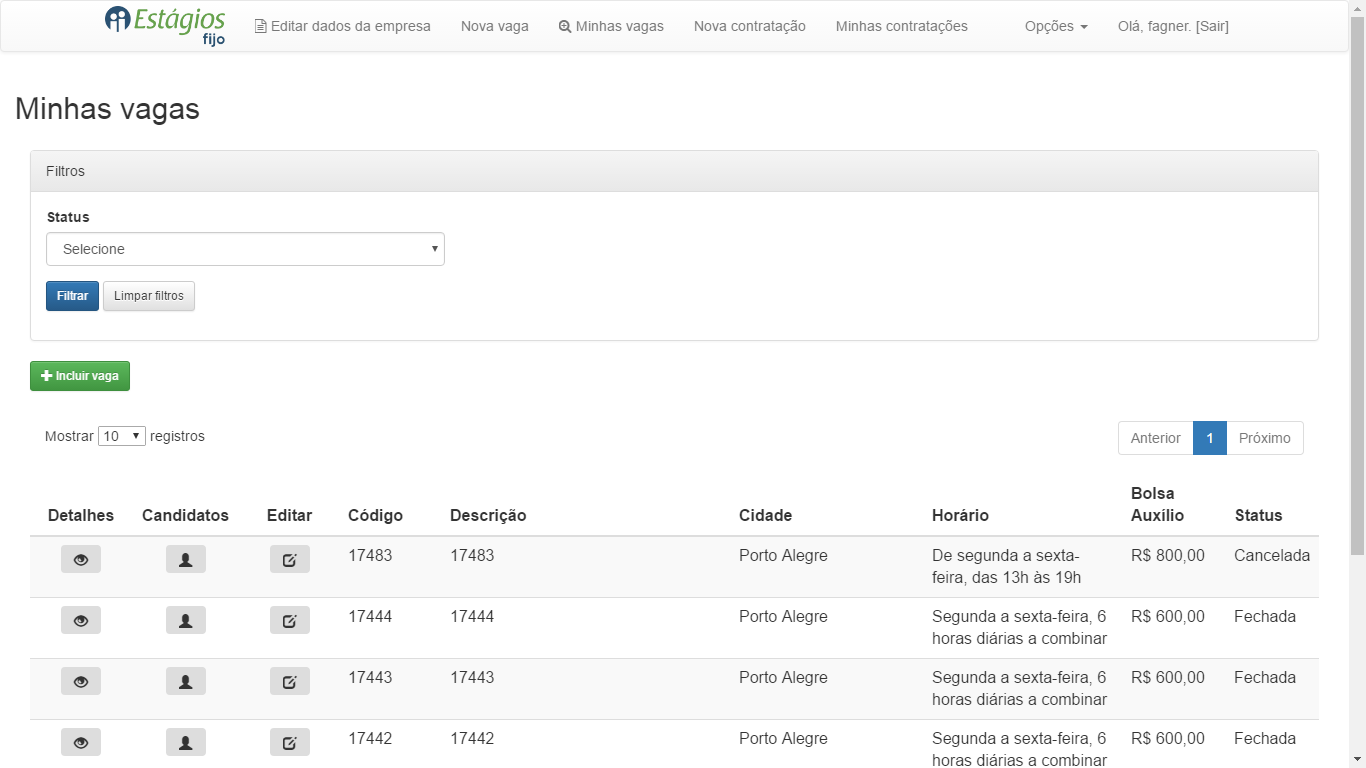 Estágios
fijo
Editar dados da empresa Nova vaga Minhas vagas Nova contratação Minhas contratações Opções Olá, fagner. [Sair]
Minhas vagas
Filtros
Status
Selecione
Filtrar Limpar filtros
Incluir vaga
Mostrar 10 registros Anterior 1 Próximo
Detalhes Candidatos Editar Código Descrição Cidade Horário Bolsa Auxílio Status
17483 17483 Porto Alegre De segunda a sexta-
feira, das 13h às 19h R$ 800,00 Cancelada
17444 17444 Porto Alegre Segunda a sexta-feira, 6
horas diárias a combinar R$ 600,00 Fechada
17443 17443 Porto Alegre Segunda a sexta-feira, 6
horas diárias a combinar R$ 600,00 Fechada
17442 17442 Porto Alegre Segunda a sexta-feira, 6
horas diárias a combinar R$ 600,00 Fechada